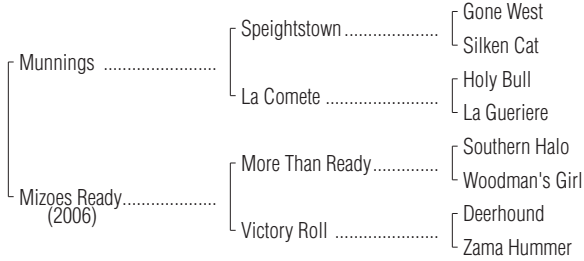 Gone West
Speightstown
Silken Cat
Munnings
Holy Bull
La Comete
La Gueriere
Southern Halo
More Than Ready
Woodman's Girl
Mizoes Ready
(2006)
Deerhound
Victory Roll
Zama Hummer